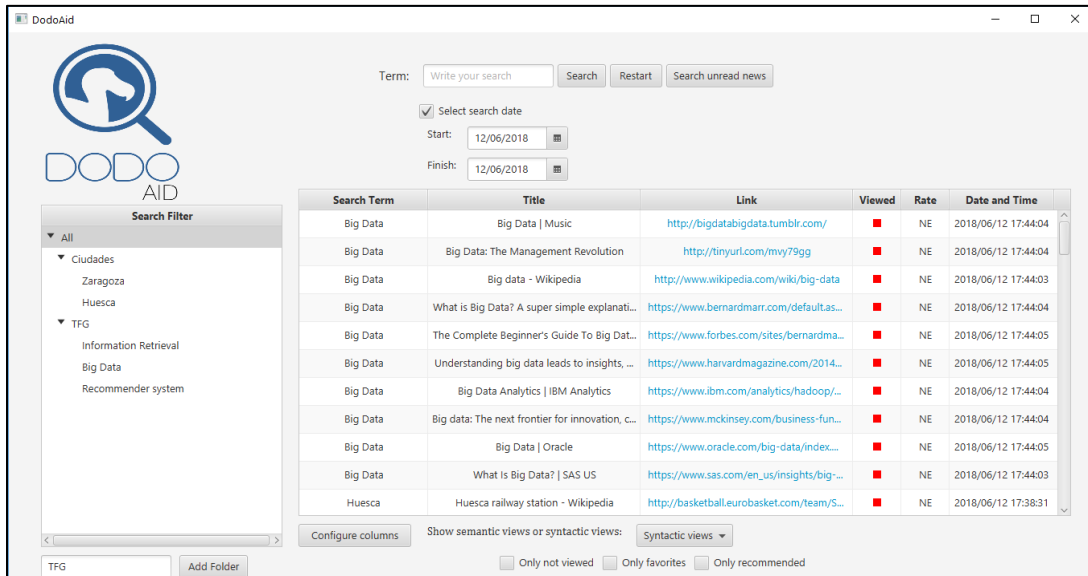 DodoAid
DODO
AID
Term: Write your search Search Restart Search unread news
Select search date
Start: 12/06/2018
Finish: 12/06/2018
Search Filter
All
Ciudades
Zaragoza
Huesca
TFG
Information Retrieval
Big Data
Recommender system
TFG Add Folder
Search Term Title Link Viewed Rate Date and Time
Big Data Big Data | Music http://bigdatabigdata.tumblr.com/ NE 2018/06/12 17:44:04
Big Data Big Data: The Management Revolution http://tinyurl.com/mvy79gg NE 2018/06/12 17:44:04
Big Data Big data - Wikipedia http://www.wikipedia.com/wiki/big-data NE 2018/06/12 17:44:03
Big Data What is Big Data? A super simple explanati... https://www.bernardmarr.com/default.as... NE 2018/06/12 17:44:04
Big Data The Complete Beginner's Guide To Big Dat... https://www.forbes.com/sites/bernardma... NE 2018/06/12 17:44:05
Big Data Understanding big data leads to insights, ... https://www.harvardmagazine.com/2014... NE 2018/06/12 17:44:05
Big Data Big Data Analytics | IBM Analytics https://www.ibm.com/analytics/hadoop/... NE 2018/06/12 17:44:04
Big Data Big data: The next frontier for innovation, c... https://www.mckinsey.com/business-fun... NE 2018/06/12 17:44:04
Big Data Big Data | Oracle https://www.oracle.com/big-data/index.... NE 2018/06/12 17:44:05
Big Data What Is Big Data? | SAS US https://www.sas.com/en_us/insights/big-... NE 2018/06/12 17:44:03
Huesca Huesca railway station - Wikipedia http://basketball.eurobasket.com/team/S... NE 2018/06/12 17:38:31
Configure columns Show semantic views or syntactic views: Syntactic views
Only not viewed Only favorites Only recommended